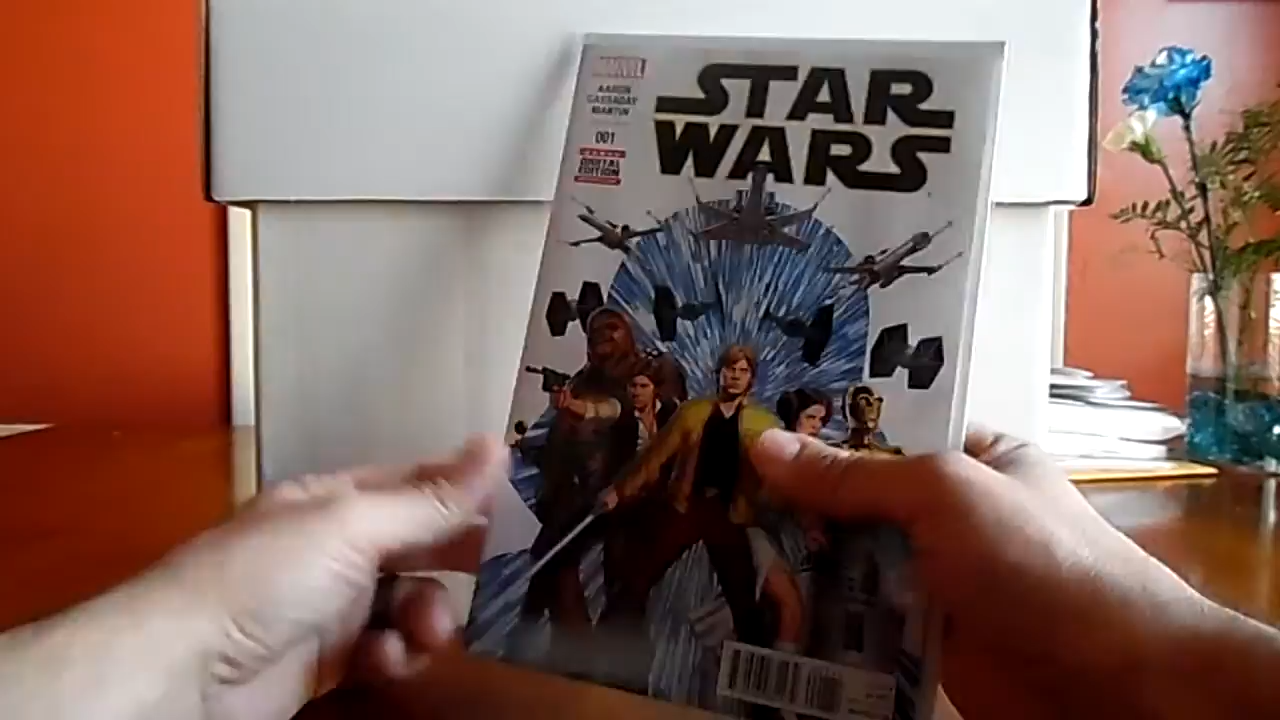 MARVEL
AARON
CASSADAY
MARTIN
001
DIGITAL
EDITION
STAR
WARS